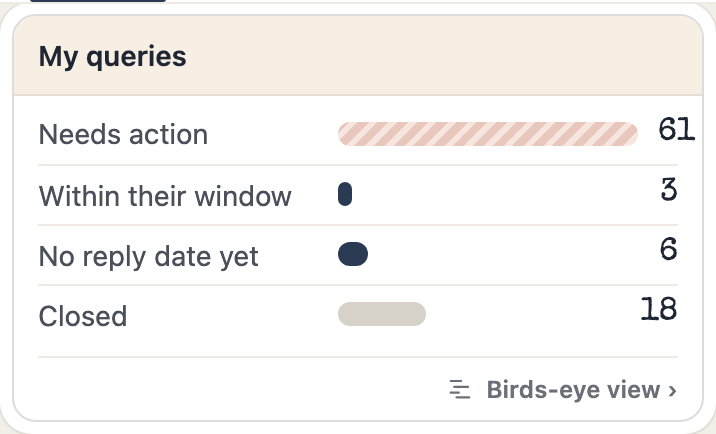 My queries
Needs action 61
Within their window 3
No reply date yet 6
Closed 18
Birds-eye view ›